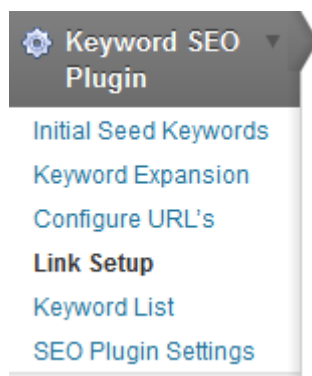 Keyword SEO
Plugin
Initial Seed Keywords
Keyword Expansion
Configure URL's
Link Setup
Keyword List
SEO Plugin Settings